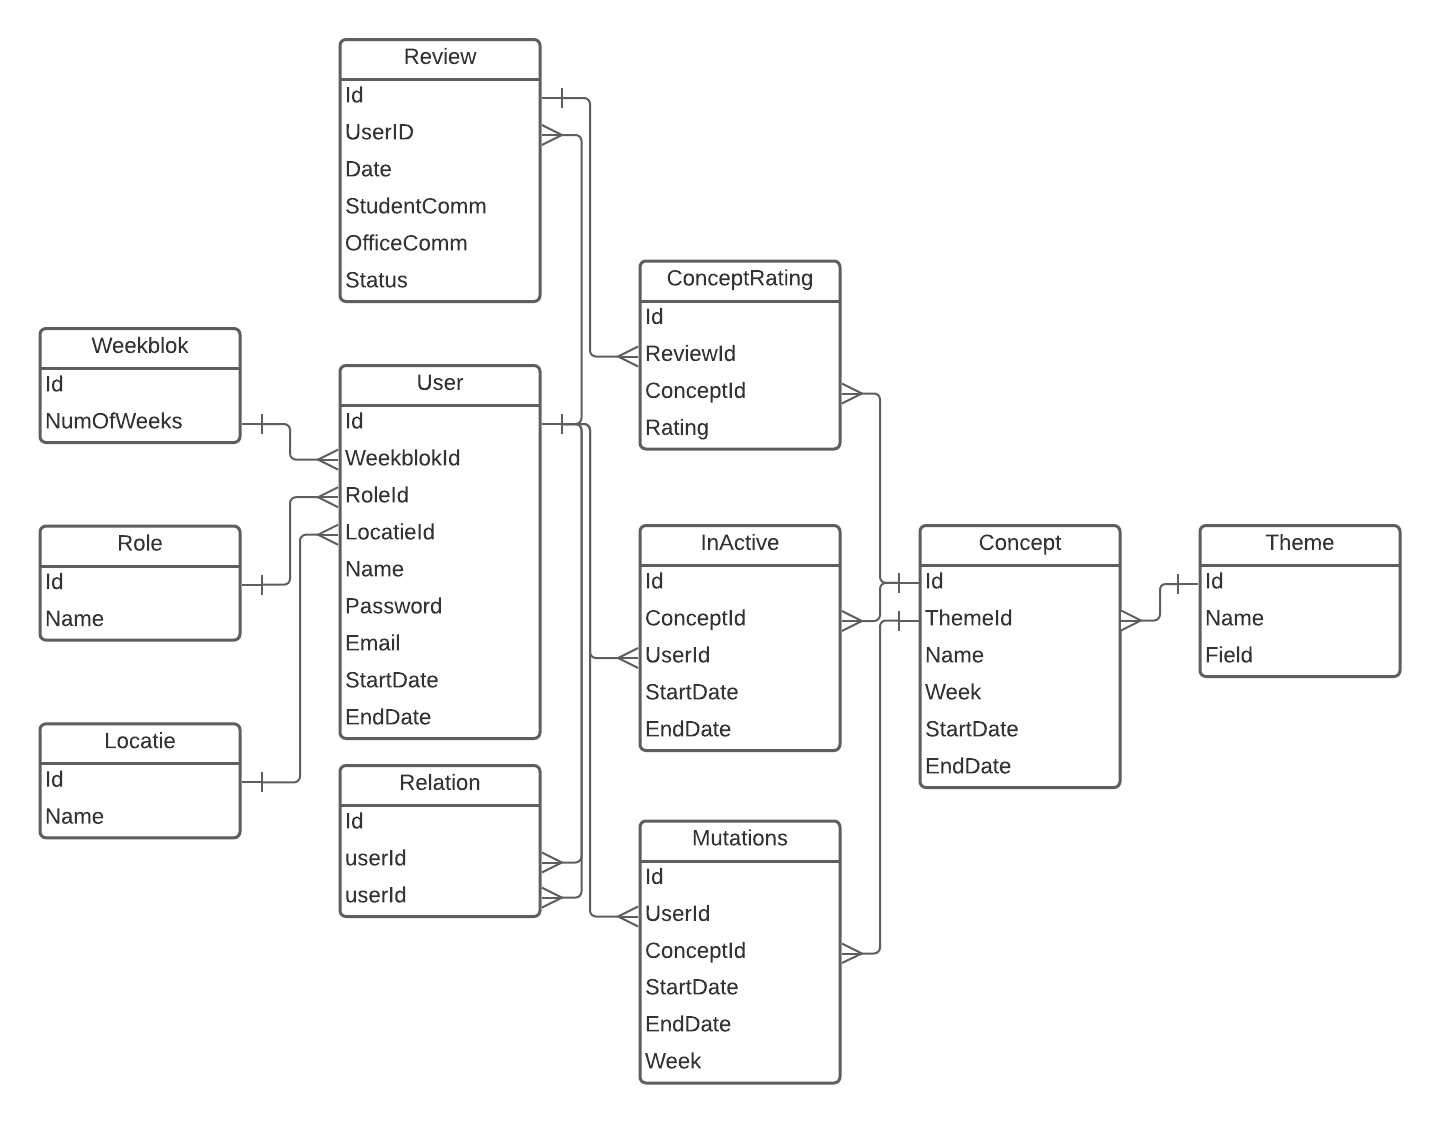 Review
Id
UserID
Date
StudentComm
OfficeComm
Status
Weekblok
Id
NumOfWeeks
Role
Id
Name
Locatie
Id
Name
User
Id
WeekblokId
RoleId
LocatieId
Name
Password
Email
StartDate
EndDate
Relation
Id
userId
userId
ConceptRating
Id
ReviewId
ConceptId
Rating
InActive
Id
ConceptId
UserId
StartDate
EndDate
Mutations
Id
UserId
ConceptId
StartDate
EndDate
Week
Concept
Id
ThemeId
Name
Week
StartDate
EndDate
Theme
Id
Name
Field